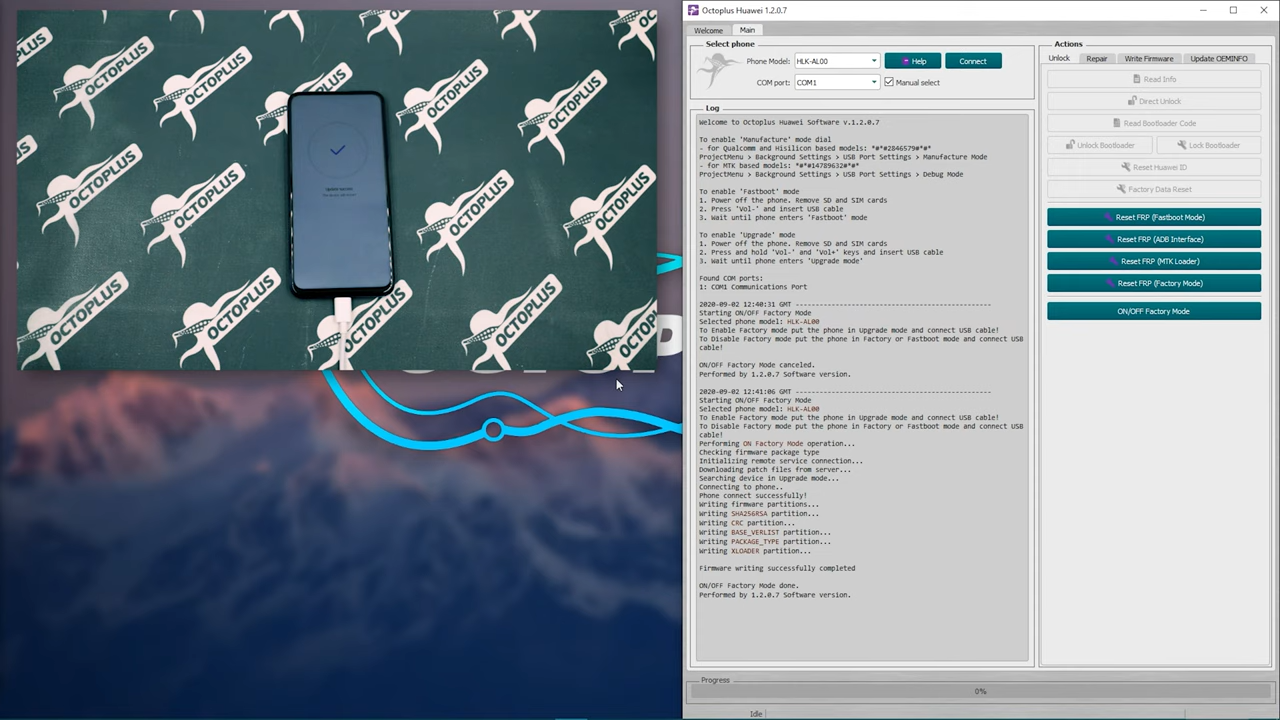 OCTOPLUS
OCTOPLUS
OCTOPLUS
OCTOPLUS
OCTOPLUS
OCTOPLUS
OCTOPLUS
OCTOPLUS
OCTOPLUS
OCTOPLUS
OCTOPLUS
OCTOPLUS
Octoplus Huawei 1.2.0.7
Welcome
Main
Select phone
Phone Model:
HLK-AL00
Help
Connect
COM port:
COM1
Manual select
Log
Welcome to Octoplus Huawei Software v.1.2.0.7
To enable 'Manufacture' mode dial
- for Qualcomm and Hisilicon based models: *#*#2846579#*#*
ProjectMenu > Background Settings > USB Port Settings > Manufacture Mode
- for MTK based models: *#*#14789632#*#*
ProjectMenu > Background Settings > USB Port Settings > Debug Mode
To enable 'Fastboot' mode
1. Power off the phone. Remove SD and SIM cards
2. Press 'Vol-' and insert USB cable
3. Wait until phone enters 'Fastboot' mode
To enable 'Upgrade' mode
1. Power off the phone. Remove SD and SIM cards
2. Press and hold 'Vol-' and 'Vol+' keys and insert USB cable
3. Wait until phone enters 'Upgrade mode'
Found COM ports:
1: COM1 Communications Port
2020-09-02 12:40:31 GMT ---------------------------------------------
Starting ON/OFF Factory Mode
Selected phone model: HLK-AL00
To Enable Factory mode put the phone in Upgrade mode and connect USB cable!
To Disable Factory mode put the phone in Factory or Fastboot mode and connect USB
cable!
ON/OFF Factory Mode canceled.
Performed by 1.2.0.7 Software version.
2020-09-02 12:41:06 GMT ---------------------------------------------
Starting ON/OFF Factory Mode
Selected phone model: HLK-AL00
To Enable Factory mode put the phone in Upgrade mode and connect USB cable!
To Disable Factory mode put the phone in Factory or Fastboot mode and connect USB
cable!
Performing ON Factory Mode operation...
Checking firmware package type
Initializing remote service connection...
Downloading patch files from server...
Searching device in Upgrade mode...
Connecting to phone..
Phone connect successfully!
Writing firmware partitions...
Writing SHA256RSA partition...
Writing CRC partition...
Writing BASE_VERLIST partition...
Writing PACKAGE_TYPE partition...
Writing XLOADER partition...
Firmware writing successfully completed
ON/OFF Factory Mode done.
Performed by 1.2.0.7 Software version.
Actions
Unlock
Repair
Write Firmware
Update OEMINFO
Read Info
Direct Unlock
Read Bootloader Code
Unlock Bootloader
Lock Bootloader
Reset Huawei ID
Factory Data Reset
Reset FRP (Fastboot Mode)
Reset FRP (ADB Interface)
Reset FRP (MTK Loader)
Reset FRP (Factory Mode)
ON/OFF Factory Mode
Progress
0%
Idle